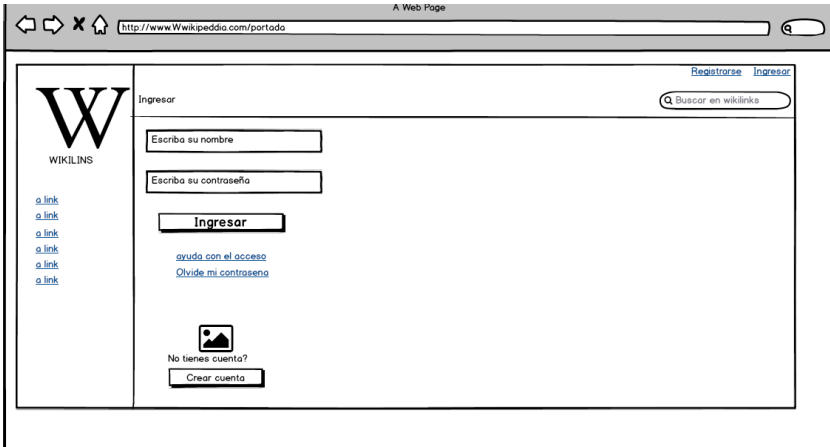 A Web Page
http://www.Wwikipeddia.com/portada
Registrarse Ingresar
W
Ingresar
Buscar en wikilinks
WIKILINS
Escriba su nombre
Escriba su contraseña
Ingresar
ayuda con el acceso
Olvide mi contrasena
a link
a link
a link
a link
a link
a link
No tienes cuenta?
Crear cuenta